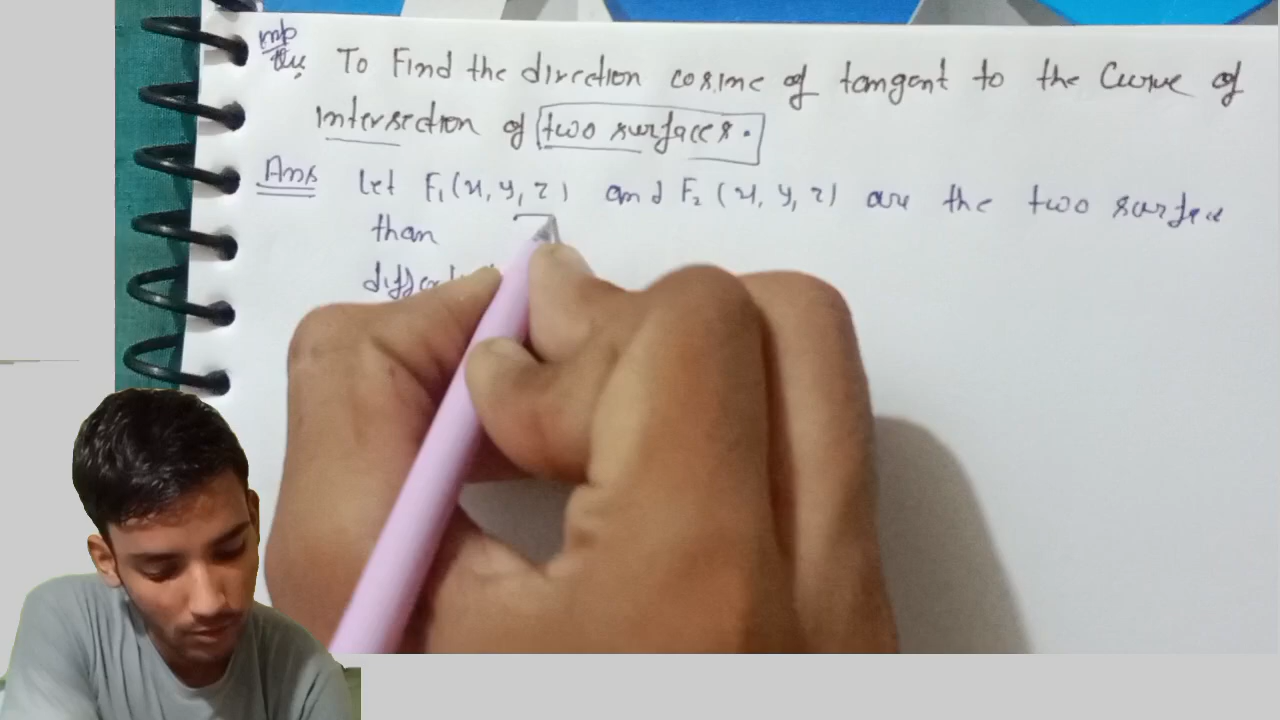 Imp
Qu. To Find the direction cosine of tangent to the Curve of
intersection of two surfaces.
Ans Let F₁(x, y, z) and F₂ (x, y, z) are the two surface
than